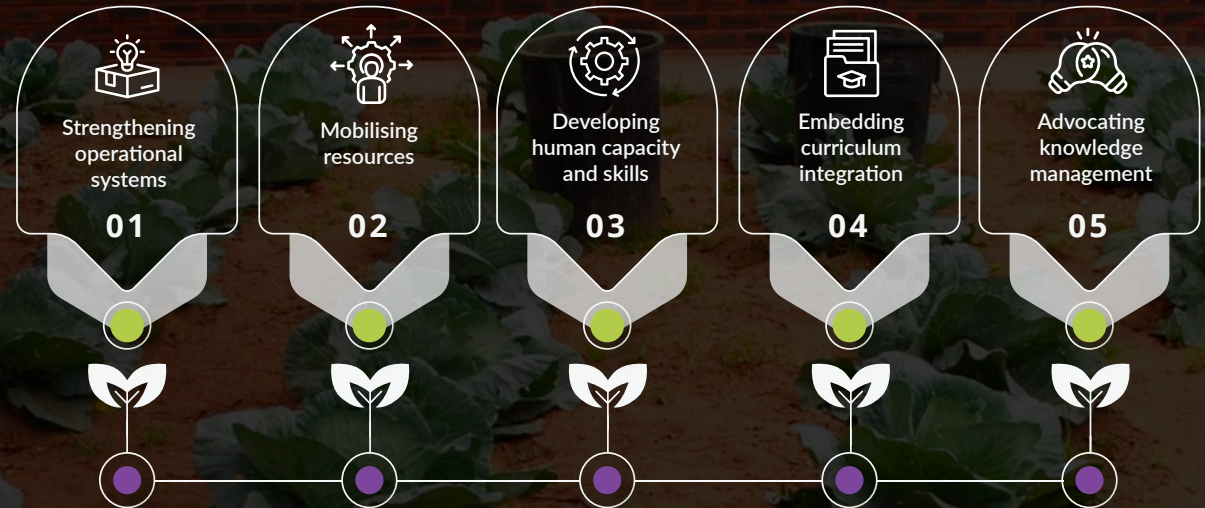 Strengthening
operational
systems
01
Mobilising
resources
02
Developing
human capacity
and skills
03
Embedding
curriculum
integration
04
Advocating
knowledge
management
05